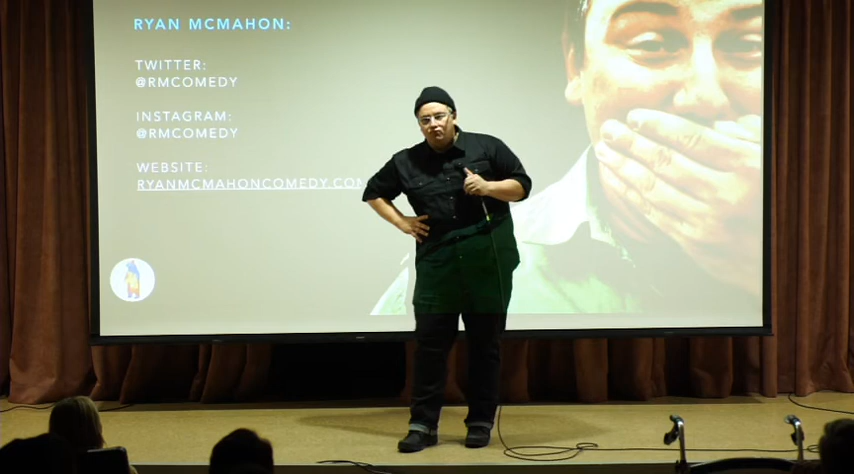 RYAN MCMAHON:
TWITTER:
@RMCOMEDY
INSTAGRAM:
@RMCOMEDY
WEBSITE:
RYANMCMAHONCOMEDY.COM